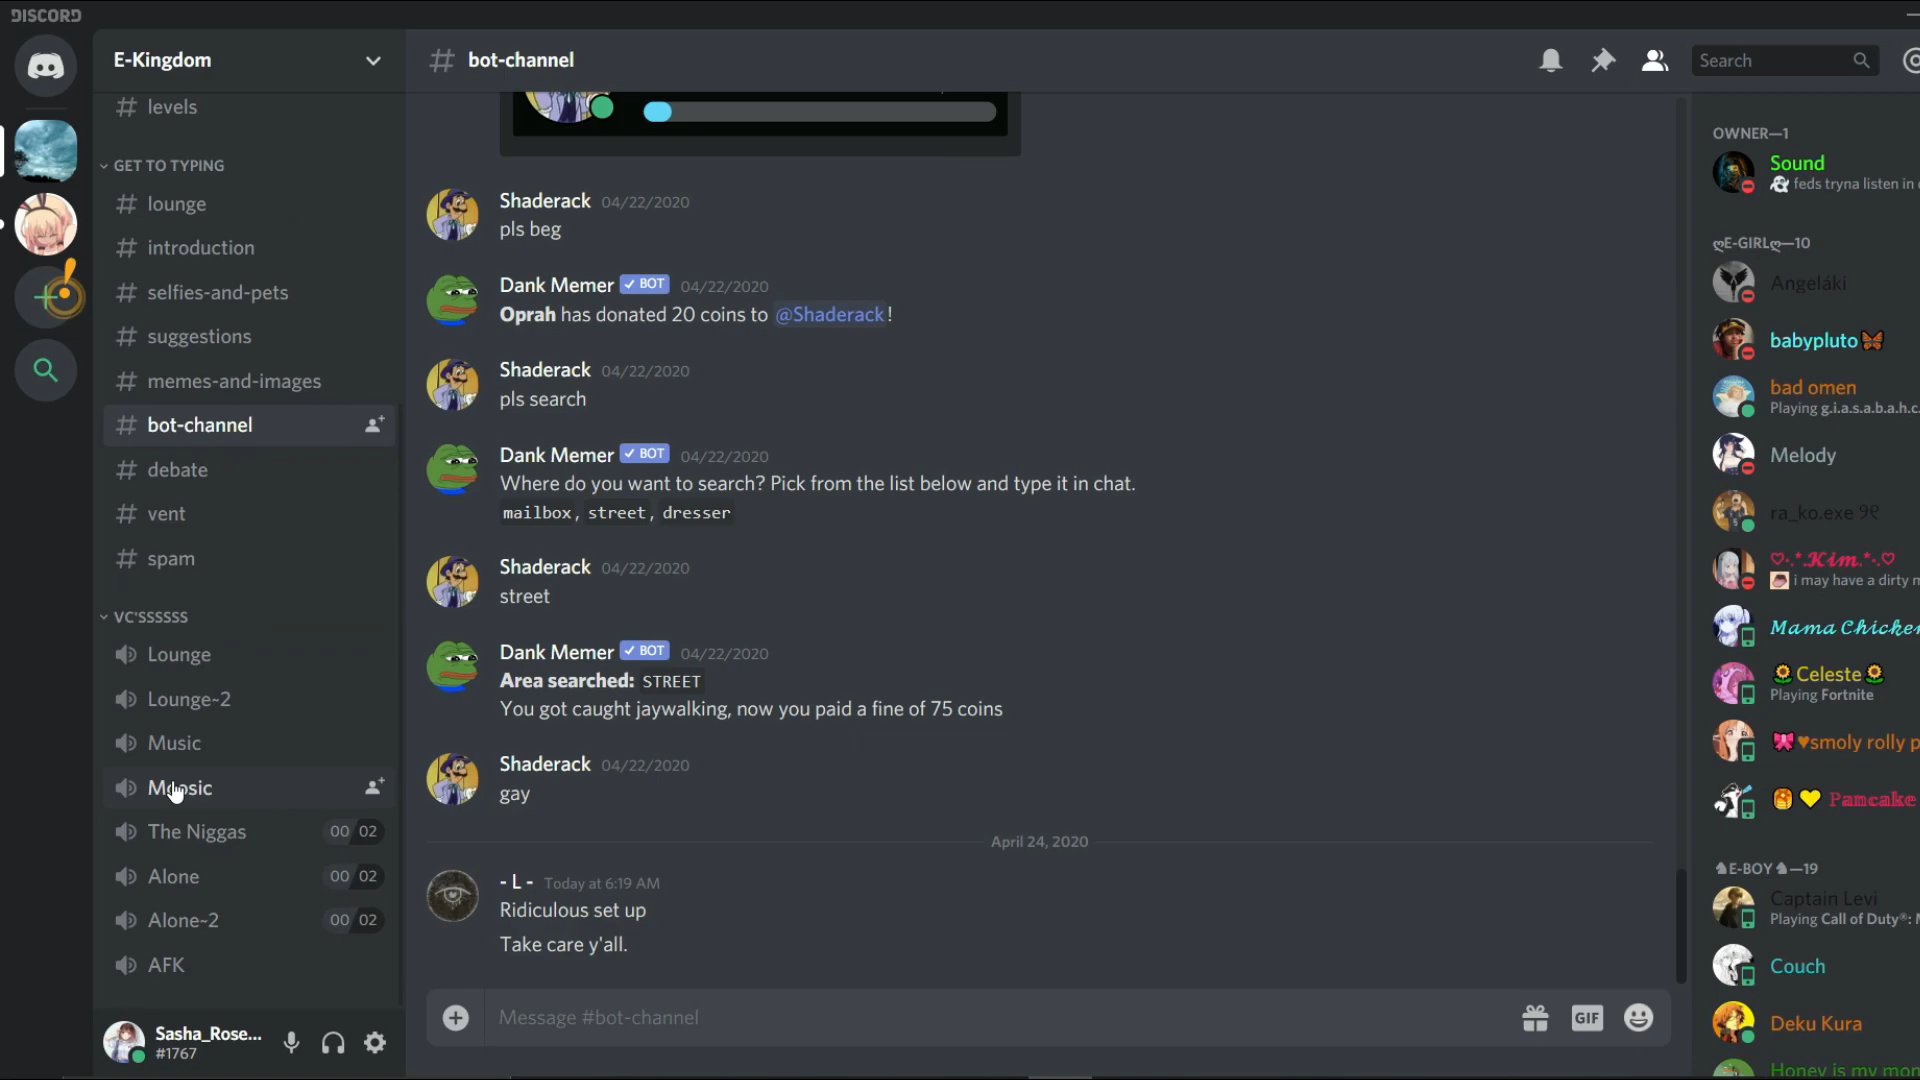 DISCORD
E-Kingdom
levels
GET TO TYPING
lounge
introduction
selfies-and-pets
suggestions
memes-and-images
bot-channel
debate
vent
spam
VC'SSSSSS
Lounge
Lounge~2
Music
The Niggas 00 02
Alone 00 02
Alone~2 00 02
AFK
Sasha_Rose...
#1767
# bot-channel
Search
Shaderack 04/22/2020
pls beg
Dank Memer BOT 04/22/2020
Oprah has donated 20 coins to @Shaderack!
Shaderack 04/22/2020
pls search
Dank Memer BOT 04/22/2020
Where do you want to search? Pick from the list below and type it in chat.
mailbox, street, dresser
Shaderack 04/22/2020
street
Dank Memer BOT 04/22/2020
Area searched: STREET
You got caught jaywalking, now you paid a fine of 75 coins
Shaderack 04/22/2020
gay
April 24, 2020
- L - Today at 6:19 AM
Ridiculous set up
Take care y'all.
Message #bot-channel
GIF
OWNER—1
Sound
feds tryna listen in
ღE-GIRLღ—10
Angeláki
babypluto
bad omen
Playing g.i.a.s.a.b.a.h.c.
Melody
ra_ko.exe
♡·.*.Kim.*·.♡
i may have a dirty
Mama Chicken
Celeste
Playing Fortnite
♥smoly rolly
Pamcake
♞E-BOY♞—19
Captain Levi
Playing Call of Duty®:
Couch
Deku Kura
Honey is my